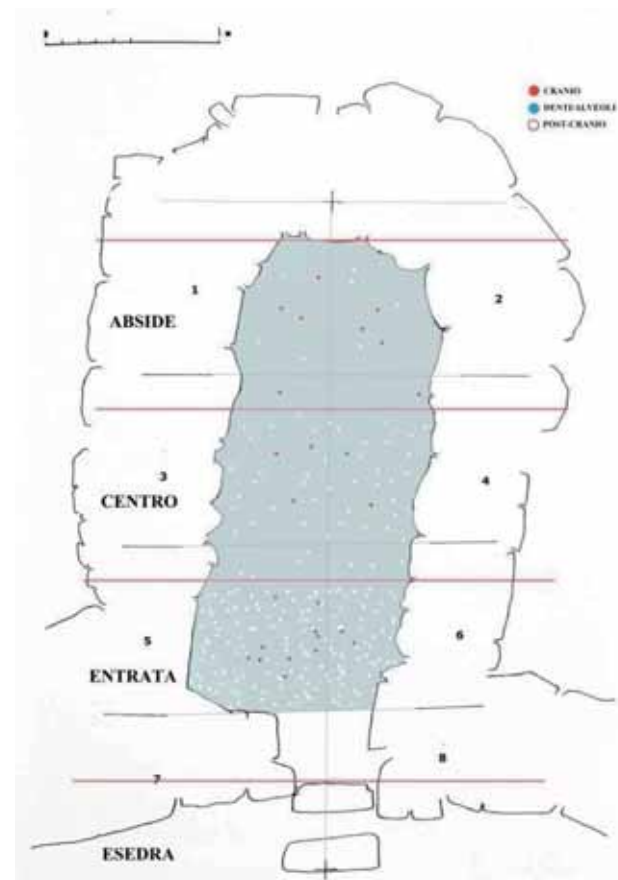 CRANIO
DENTI/ALVEOLI
POST-CRANIO
1
2
ABSIDE
3
4
CENTRO
5
6
ENTRATA
7
8
ESEDRA